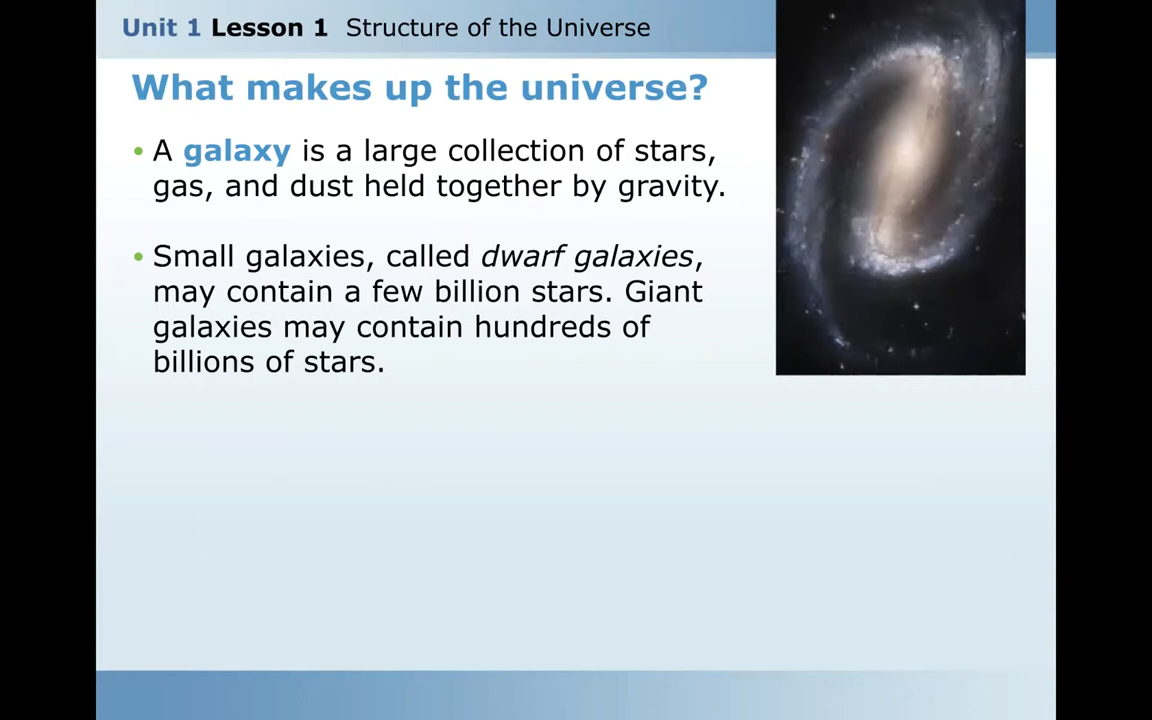 Unit 1 Lesson 1 Structure of the Universe
What makes up the universe?
• A galaxy is a large collection of stars,
gas, and dust held together by gravity.
• Small galaxies, called dwarf galaxies,
may contain a few billion stars. Giant
galaxies may contain hundreds of
billions of stars.